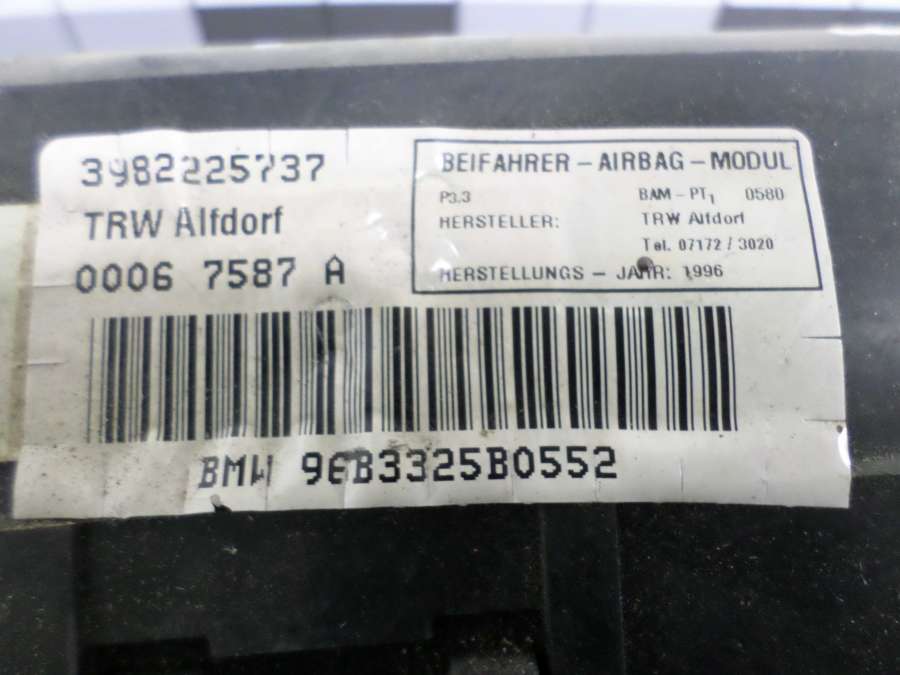 3982225737
TRW Alfdorf
0006 7587 A
BEIFAHRER - AIRBAG - MODUL
P3.3 BAM - PT1 0580
HERSTELLER: TRW Alfdorf
Tel. 07172 / 3020
HERSTELLUNGS - JAHR: 1996
BMW 96B3325B0552